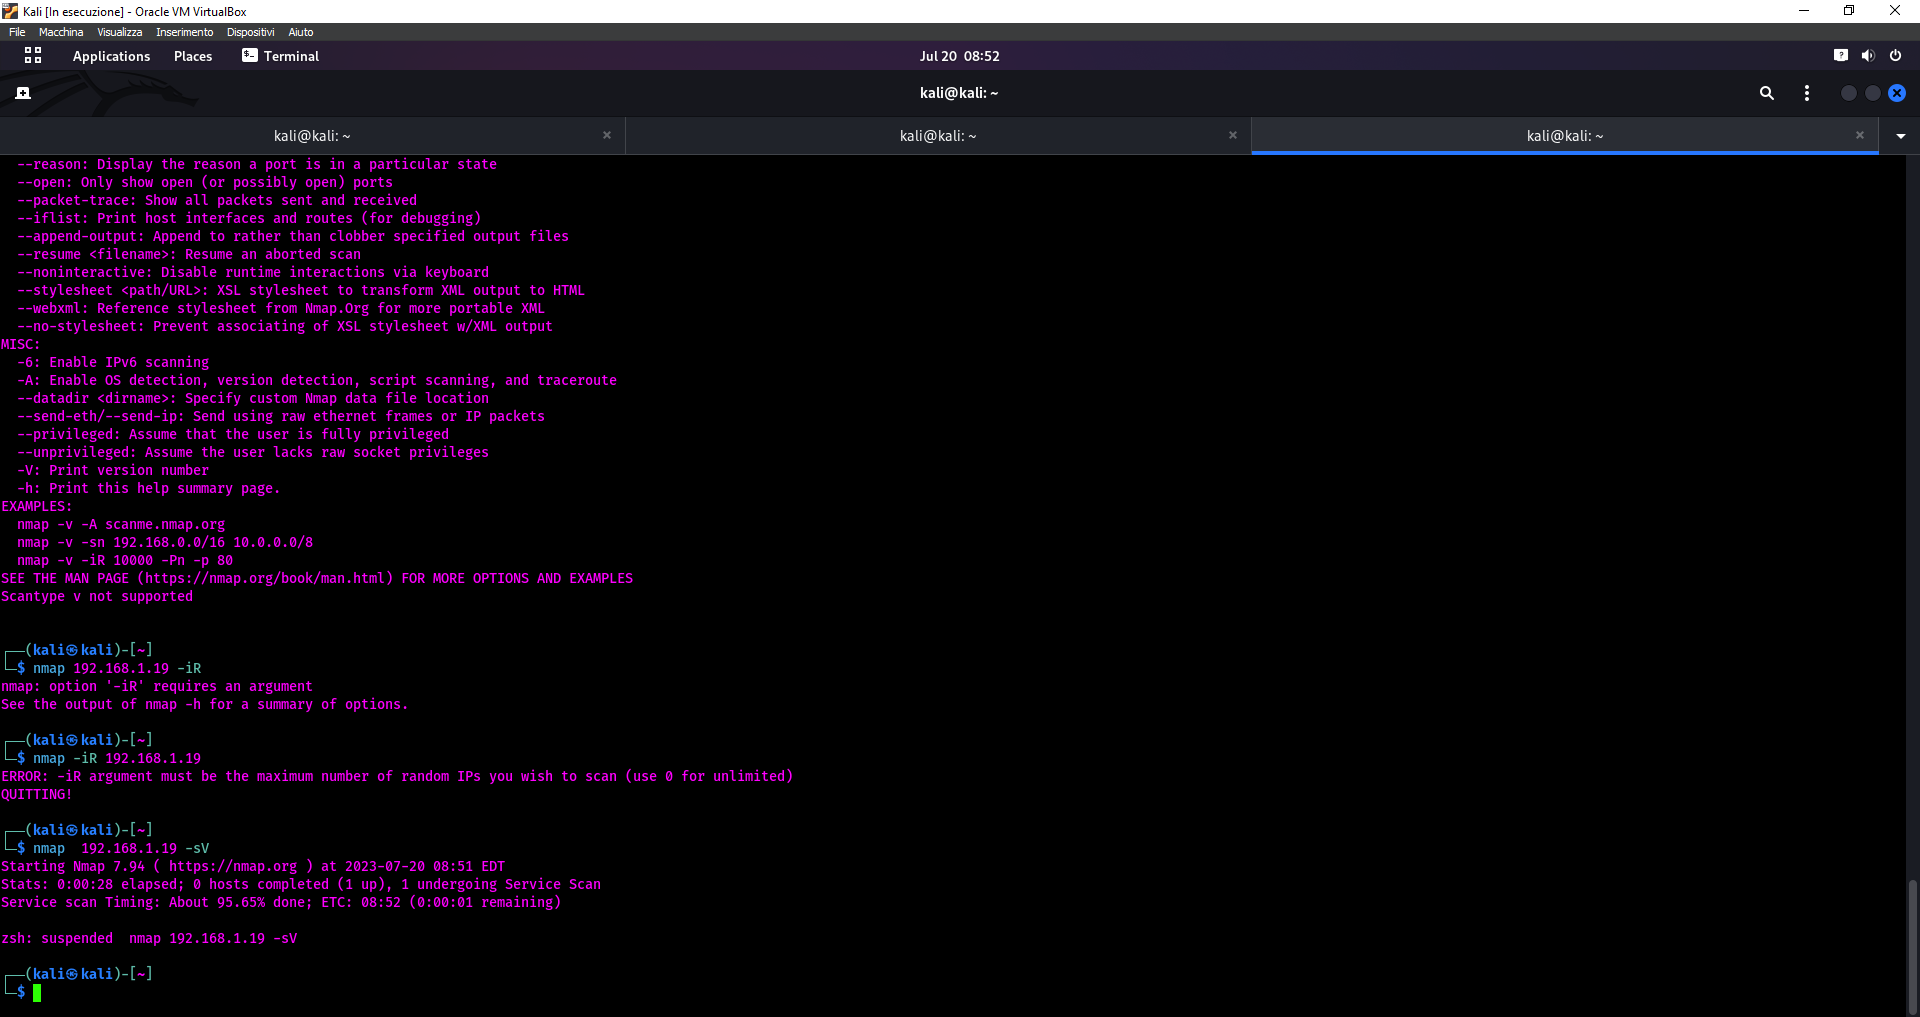 Kali [In esecuzione] - Oracle VM VirtualBox
File Macchina Visualizza Inserimento Dispositivi Aiuto
Applications Places Terminal Jul 20 08:52
kali@kali: ~
kali@kali: ~ kali@kali: ~ kali@kali: ~
--reason: Display the reason a port is in a particular state
--open: Only show open (or possibly open) ports
--packet-trace: Show all packets sent and received
--iflist: Print host interfaces and routes (for debugging)
--append-output: Append to rather than clobber specified output files
--resume <filename>: Resume an aborted scan
--noninteractive: Disable runtime interactions via keyboard
--stylesheet <path/URL>: XSL stylesheet to transform XML output to HTML
--webxml: Reference stylesheet from Nmap.Org for more portable XML
--no-stylesheet: Prevent associating of XSL stylesheet w/XML output
MISC:
-6: Enable IPv6 scanning
-A: Enable OS detection, version detection, script scanning, and traceroute
--datadir <dirname>: Specify custom Nmap data file location
--send-eth/--send-ip: Send using raw ethernet frames or IP packets
--privileged: Assume that the user is fully privileged
--unprivileged: Assume the user lacks raw socket privileges
-V: Print version number
-h: Print this help summary page.
EXAMPLES:
nmap -v -A scanme.nmap.org
nmap -v -sn 192.168.0.0/16 10.0.0.0/8
nmap -v -iR 10000 -Pn -p 80
SEE THE MAN PAGE (https://nmap.org/book/man.html) FOR MORE OPTIONS AND EXAMPLES
Scantype v not supported
┌──(kali㉿kali)-[~]
└─$ nmap 192.168.1.19 -iR
nmap: option '-iR' requires an argument
See the output of nmap -h for a summary of options.
┌──(kali㉿kali)-[~]
└─$ nmap -iR 192.168.1.19
ERROR: -iR argument must be the maximum number of random IPs you wish to scan (use 0 for unlimited)
QUITTING!
┌──(kali㉿kali)-[~]
└─$ nmap  192.168.1.19 -sV
Starting Nmap 7.94 ( https://nmap.org ) at 2023-07-20 08:51 EDT
Stats: 0:00:28 elapsed; 0 hosts completed (1 up), 1 undergoing Service Scan
Service scan Timing: About 95.65% done; ETC: 08:52 (0:00:01 remaining)
zsh: suspended  nmap 192.168.1.19 -sV
┌──(kali㉿kali)-[~]
└─$